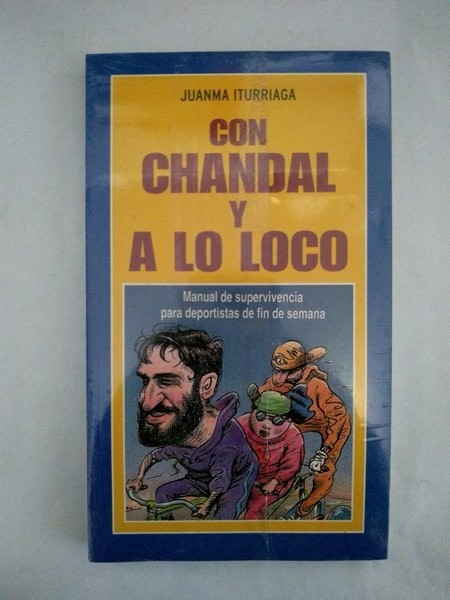 JUANMA ITURRIAGA
CON
CHANDAL
Y
A LO LOCO
Manual de supervivencia
para deportistas de fin de semana